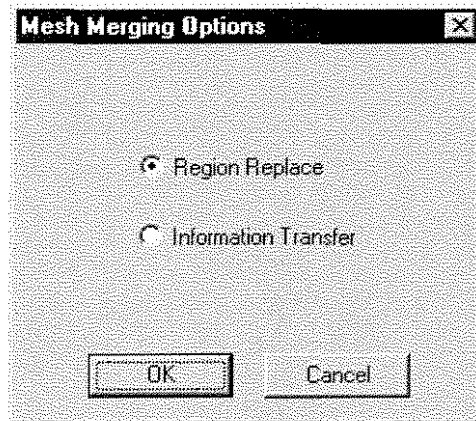 Mesh Merging Options
Region Replace
Information Transfer
OK Cancel